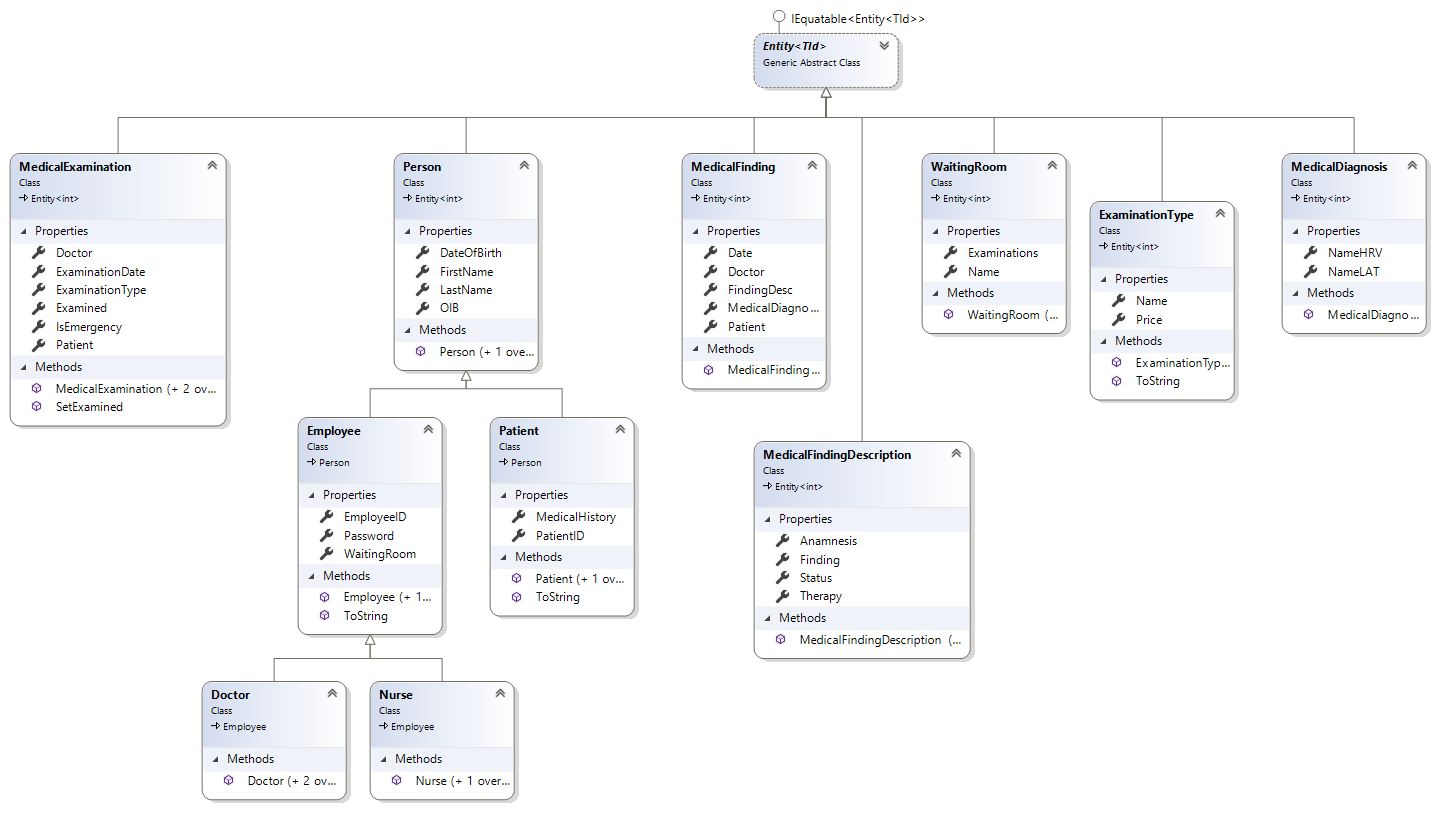 IEquatable<Entity<TId>>
Entity<TId>
Generic Abstract Class
MedicalExamination
Class
Entity<int>
Properties
Doctor
ExaminationDate
ExaminationType
Examined
IsEmergency
Patient
Methods
MedicalExamination (+ 2 ov...
SetExamined
Person
Class
Entity<int>
Properties
DateOfBirth
FirstName
LastName
OIB
Methods
Person (+ 1 ove...
MedicalFinding
Class
Entity<int>
Properties
Date
Doctor
FindingDesc
MedicalDiagno...
Patient
Methods
MedicalFinding...
WaitingRoom
Class
Entity<int>
Properties
Examinations
Name
Methods
WaitingRoom (...
ExaminationType
Class
Entity<int>
Properties
Name
Price
Methods
ExaminationTyp...
ToString
MedicalDiagnosis
Class
Entity<int>
Properties
NameHRV
NameLAT
Methods
MedicalDiagno...
Employee
Class
Person
Properties
EmployeeID
Password
WaitingRoom
Methods
Employee (+ 1...
ToString
Patient
Class
Person
Properties
MedicalHistory
PatientID
Methods
Patient (+ 1 ov...
ToString
MedicalFindingDescription
Class
Entity<int>
Properties
Anamnesis
Finding
Status
Therapy
Methods
MedicalFindingDescription (...
Doctor
Class
Employee
Methods
Doctor (+ 2 ov...
Nurse
Class
Employee
Methods
Nurse (+ 1 over...